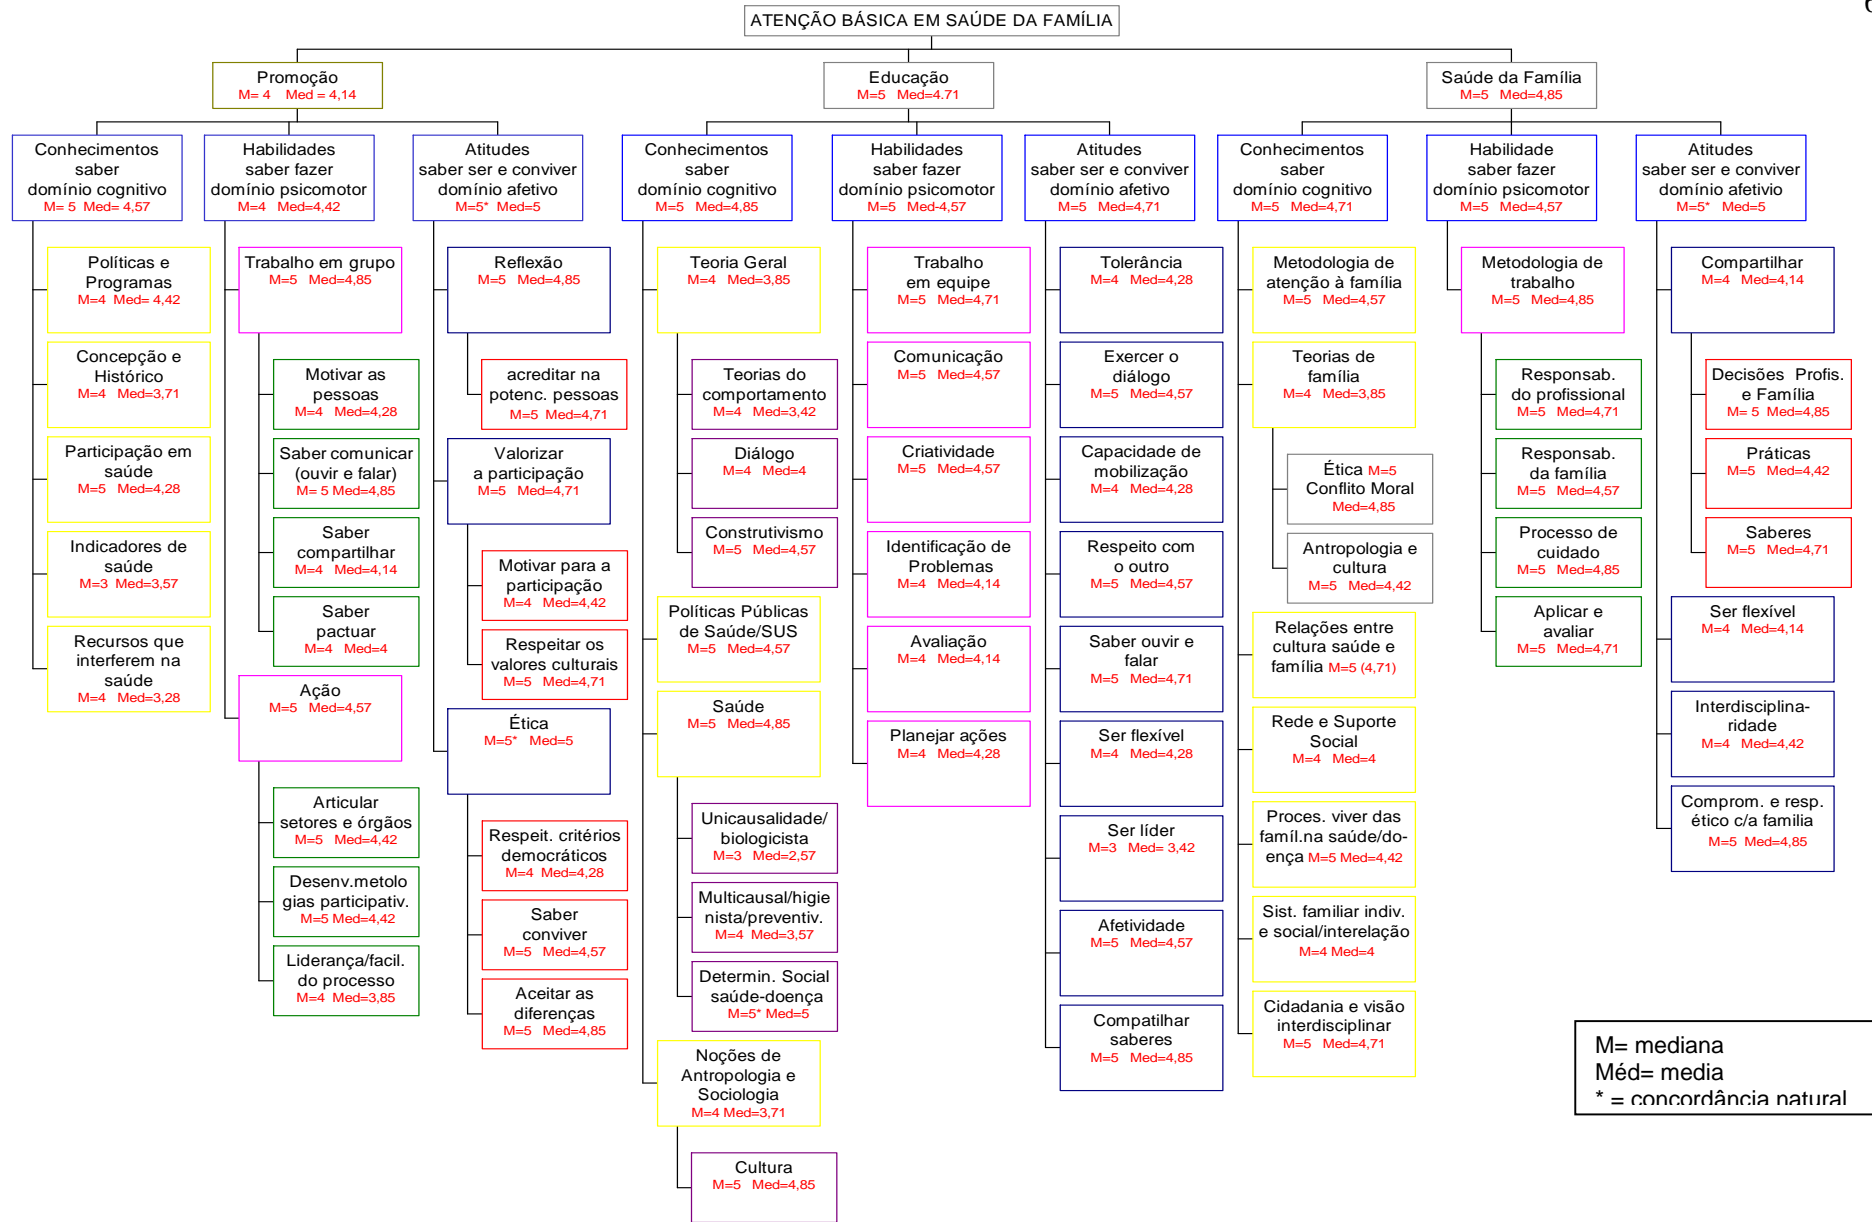 6
ATENÇÃO BÁSICA EM SAÚDE DA FAMÍLIA
Promoção
M= 4 Med = 4,14
Educação
M=5 Med=4.71
Saúde da Família
M=5 Med=4,85
Conhecimentos
saber
domínio cognitivo
M= 5 Med= 4,57
Habilidades
saber fazer
domínio psicomotor
M=4 Med=4,42
Atitudes
saber ser e conviver
domínio afetivo
M=5* Med=5
Conhecimentos
saber
domínio cognitivo
M=5 Med=4,85
Habilidades
saber fazer
domínio psicomotor
M=5 Med-4,57
Atitudes
saber ser e conviver
domínio afetivo
M=5 Med=4,71
Conhecimentos
saber
domínio cognitivo
M=5 Med=4,71
Habilidade
saber fazer
domínio psicomotor
M=5 Med=4,57
Atitudes
saber ser e conviver
domínio afetivio
M=5* Med=5
Políticas e
Programas
M=4 Med= 4,42
Concepção e
Histórico
M=4 Med=3,71
Participação em
saúde
M=5 Med=4,28
Indicadores de
saúde
M=3 Med=3,57
Recursos que
interferem na
saúde
M=4 Med=3,28
Trabalho em grupo
M=5 Med=4,85
Motivar as
pessoas
M=4 Med=4,28
Saber comunicar
(ouvir e falar)
M= 5 Med=4,85
Saber
compartilhar
M=4 Med=4,14
Saber
pactuar
M=4 Med=4
Ação
M=5 Med=4,57
Articular
setores e órgãos
M=5 Med=4,42
Desenv.metolo
gias participativ.
M=5 Med=4,42
Liderança/facil.
do processo
M=4 Med=3,85
Reflexão
M=5 Med=4,85
acreditar na
potenc. pessoas
M=5 Med=4,71
Valorizar
a participação
M=5 Med=4,71
Motivar para a
participação
M=4 Med=4,42
Respeitar os
valores culturais
M=5 Med=4,71
Ética
M=5* Med=5
Respeit. critérios
democráticos
M=4 Med=4,28
Saber
conviver
M=5 Med=4,57
Aceitar as
diferenças
M=5 Med=4,85
Teoria Geral
M=4 Med=3,85
Teorias do
comportamento
M=4 Med=3,42
Diálogo
M=4 Med=4
Construtivismo
M=5 Med=4,57
Políticas Públicas
de Saúde/SUS
M=5 Med=4,57
Saúde
M=5 Med=4,85
Unicausalidade/
biologicista
M=3 Med=2,57
Multicausal/higie
nista/preventiv.
M=4 Med=3,57
Determin. Social
saúde-doença
M=5* Med=5
Noções de
Antropologia e
Sociologia
M=4 Med=3,71
Cultura
M=5 Med=4,85
Trabalho
em equipe
M=5 Med=4,71
Comunicação
M=5 Med=4,57
Criatividade
M=5 Med=4,57
Identificação de
Problemas
M=4 Med=4,14
Avaliação
M=4 Med=4,14
Planejar ações
M=4 Med=4,28
Tolerância
M=4 Med=4,28
Exercer o
diálogo
M=5 Med=4,57
Capacidade de
mobilização
M=4 Med=4,28
Respeito com
o outro
M=5 Med=4,57
Saber ouvir e
falar
M=5 Med=4,71
Ser flexível
M=4 Med=4,28
Ser líder
M=3 Med= 3,42
Afetividade
M=5 Med=4,57
Compatilhar
saberes
M=5 Med=4,85
Metodologia de
atenção à família
M=5 Med=4,57
Teorias de
família
M=4 Med=3,85
Ética M=5
Conflito Moral
Med=4,85
Antropologia e
cultura
M=5 Med=4,42
Relações entre
cultura saúde e
família M=5 (4,71)
Rede e Suporte
Social
M=4 Med=4
Proces. viver das
famíl.na saúde/do-
ença M=5 Med=4,42
Sist. familiar indiv.
e social/interelação
M=4 Med=4
Cidadania e visão
interdisciplinar
M=5 Med=4,71
Metodologia de
trabalho
M=5 Med=4,85
Responsab.
do profissional
M=5 Med=4,71
Responsab.
da família
M=5 Med=4,57
Processo de
cuidado
M=5 Med=4,85
Aplicar e
avaliar
M=5 Med=4,71
Compartilhar
M=4 Med=4,14
Decisões Profis.
e Família
M= 5 Med=4,85
Práticas
M=5 Med=4,42
Saberes
M=5 Med=4,71
Ser flexível
M=4 Med=4,14
Interdisciplina-
ridade
M=4 Med=4,42
Comprom. e resp.
ético c/a familia
M=5 Med=4,85
M= mediana
Méd= media
* = concordância natural